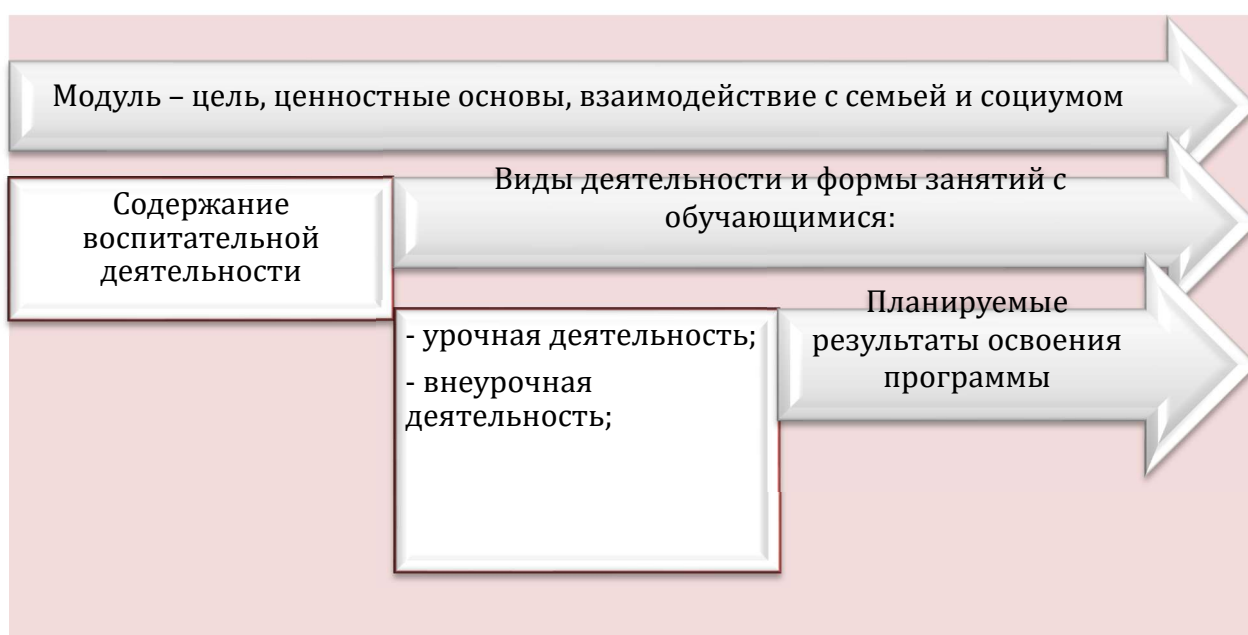 Модуль – цель, ценностные основы, взаимодействие с семьей и социумом
Содержание
воспитательной
деятельности
Виды деятельности и формы занятий с
обучающимися:
- урочная деятельность;
- внеурочная
деятельность;
Планируемые
результаты освоения
программы